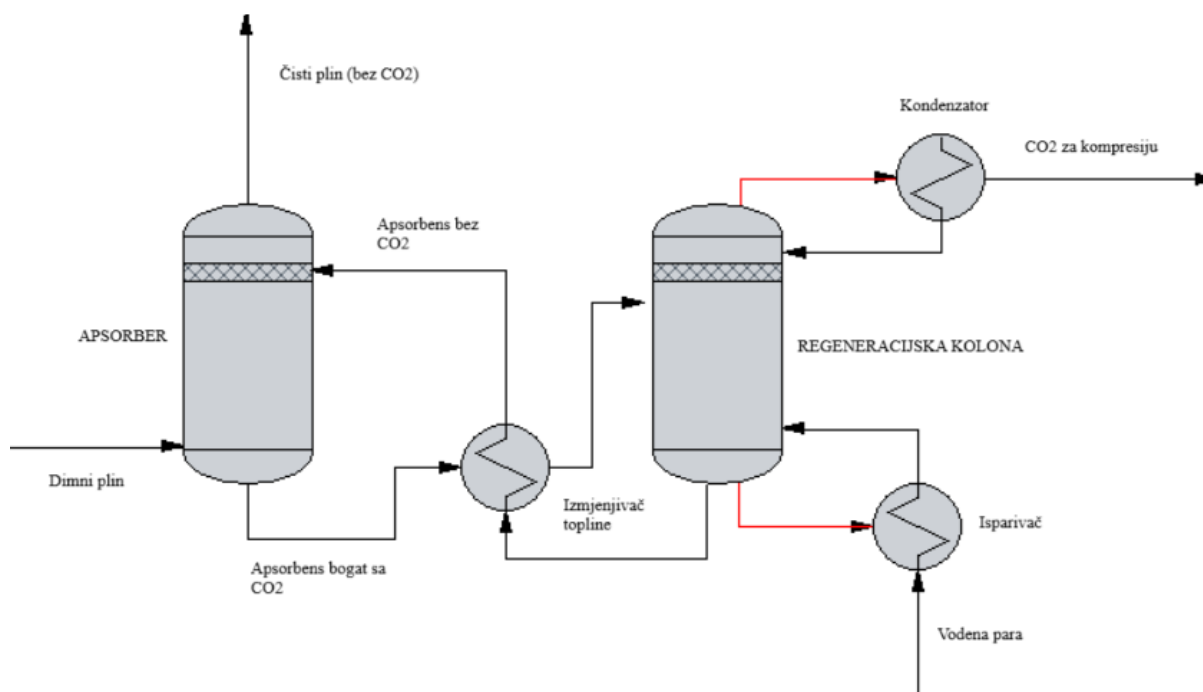 Čisti plin (bez CO2)
Kondenzator
CO2 za kompresiju
Apsorbens bez
CO2
APSORBER
REGENERACIJSKA KOLONA
Dimni plin
Izmjenjivač
topline
Isparivač
Apsorbens bogat sa
CO2
Vodena para